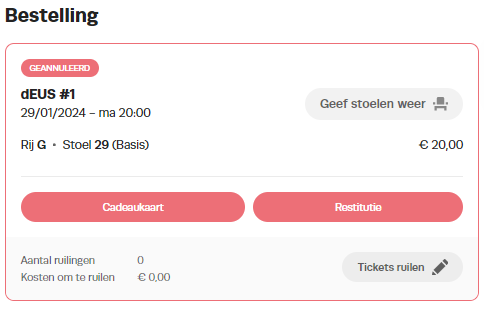 Bestelling
GEANNULEERD
dEUS #1
29/01/2024 – ma 20:00
Geef stoelen weer
Rij G • Stoel 29 (Basis)
€ 20,00
Cadeaukaart
Restitutie
Aantal ruilingen 0
Kosten om te ruilen € 0,00
Tickets ruilen